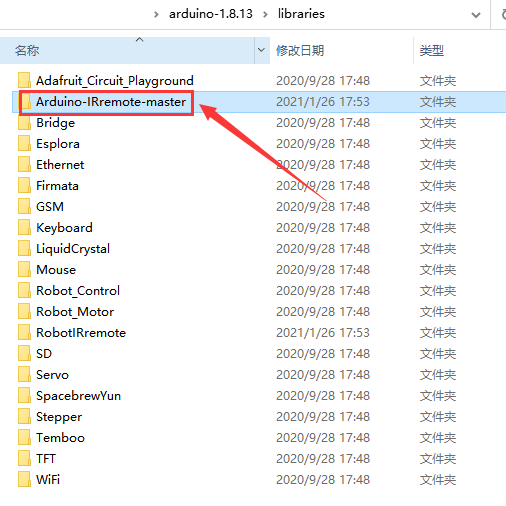 arduino-1.8.13 > libraries
名称 修改日期 类型
Adafruit_Circuit_Playground 2020/9/28 17:48 文件夹
Arduino-IRremote-master 2021/1/26 17:53 文件夹
Bridge 2020/9/28 17:48 文件夹
Esplora 2020/9/28 17:48 文件夹
Ethernet 2020/9/28 17:48 文件夹
Firmata 2020/9/28 17:48 文件夹
GSM 2020/9/28 17:48 文件夹
Keyboard 2020/9/28 17:48 文件夹
LiquidCrystal 2020/9/28 17:48 文件夹
Mouse 2020/9/28 17:48 文件夹
Robot_Control 2020/9/28 17:48 文件夹
Robot_Motor 2020/9/28 17:48 文件夹
RobotIRremote 2021/1/26 17:53 文件夹
SD 2020/9/28 17:48 文件夹
Servo 2020/9/28 17:48 文件夹
SpacebrewYun 2020/9/28 17:48 文件夹
Stepper 2020/9/28 17:48 文件夹
Temboo 2020/9/28 17:48 文件夹
TFT 2020/9/28 17:48 文件夹
WiFi 2020/9/28 17:48 文件夹